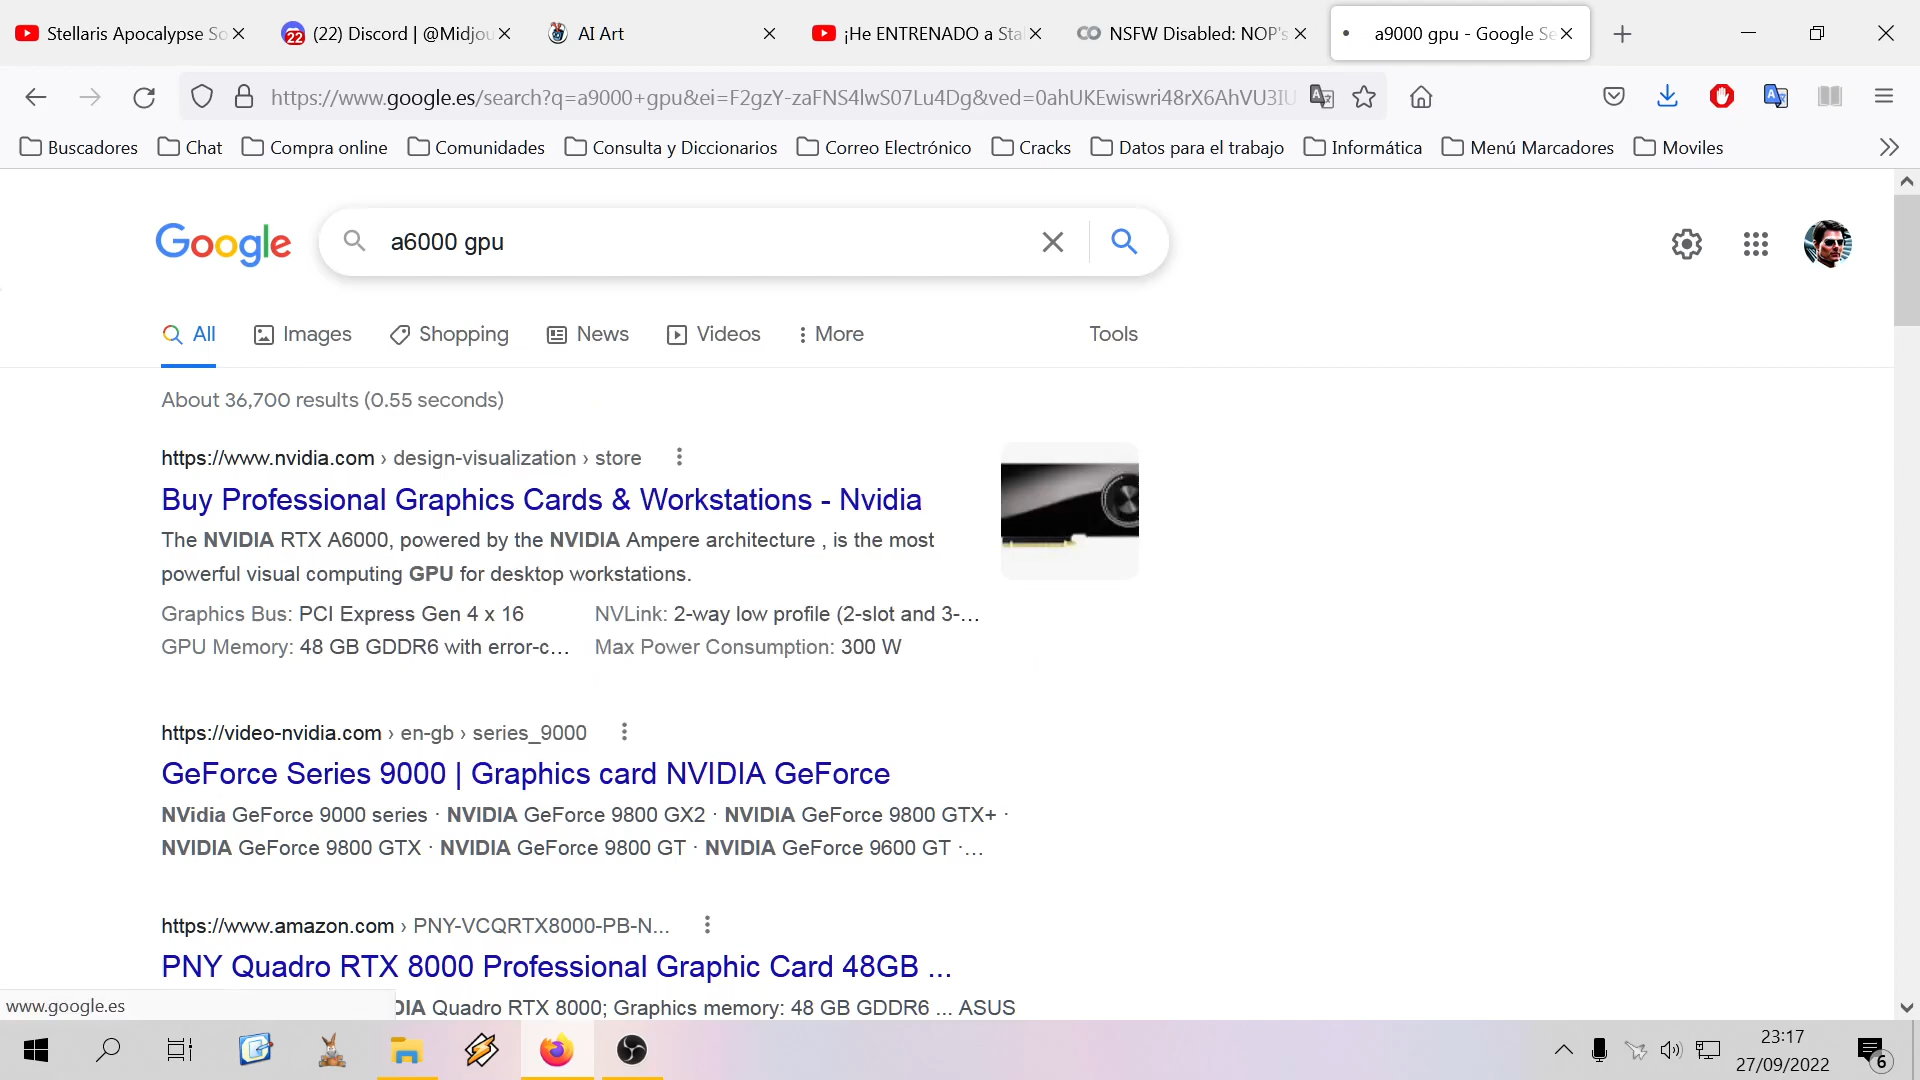 Stellaris Apocalypse So
(22) Discord | @Midjou
AI Art
¡He ENTRENADO a Sta
NSFW Disabled: NOP's
a9000 gpu - Google Se
https://www.google.es/search?q=a9000+gpu&ei=F2gzY-zaFNS4lwS07Lu4Dg&ved=0ahUKEwiswri48rX6AhVU3IU
Buscadores
Chat
Compra online
Comunidades
Consulta y Diccionarios
Correo Electrónico
Cracks
Datos para el trabajo
Informática
Menú Marcadores
Moviles
Google
a6000 gpu
All
Images
Shopping
News
Videos
More
Tools
About 36,700 results (0.55 seconds)
https://www.nvidia.com › design-visualization › store
Buy Professional Graphics Cards & Workstations - Nvidia
The NVIDIA RTX A6000, powered by the NVIDIA Ampere architecture , is the most
powerful visual computing GPU for desktop workstations.
Graphics Bus: PCI Express Gen 4 x 16
NVLink: 2-way low profile (2-slot and 3-...
GPU Memory: 48 GB GDDR6 with error-c...
Max Power Consumption: 300 W
https://video-nvidia.com › en-gb › series_9000
GeForce Series 9000 | Graphics card NVIDIA GeForce
NVidia GeForce 9000 series · NVIDIA GeForce 9800 GX2 · NVIDIA GeForce 9800 GTX+ ·
NVIDIA GeForce 9800 GTX · NVIDIA GeForce 9800 GT · NVIDIA GeForce 9600 GT ·...
https://www.amazon.com › PNY-VCQRTX8000-PB-N...
PNY Quadro RTX 8000 Professional Graphic Card 48GB ...
DIA Quadro RTX 8000; Graphics memory: 48 GB GDDR6 ... ASUS
www.google.es
23:17
27/09/2022
6